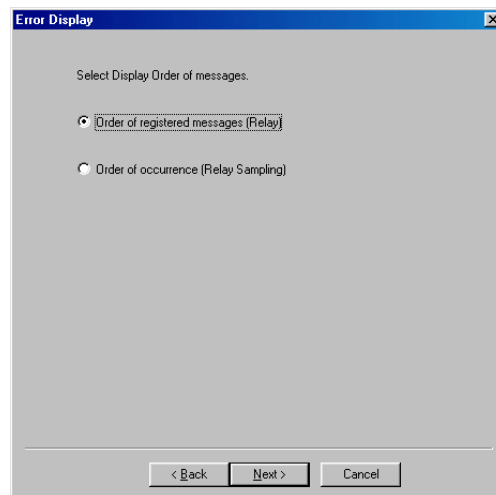 Error Display
Select Display Order of messages.
Order of registered messages (Relay)
Order of occurrence (Relay Sampling)
< Back
Next >
Cancel